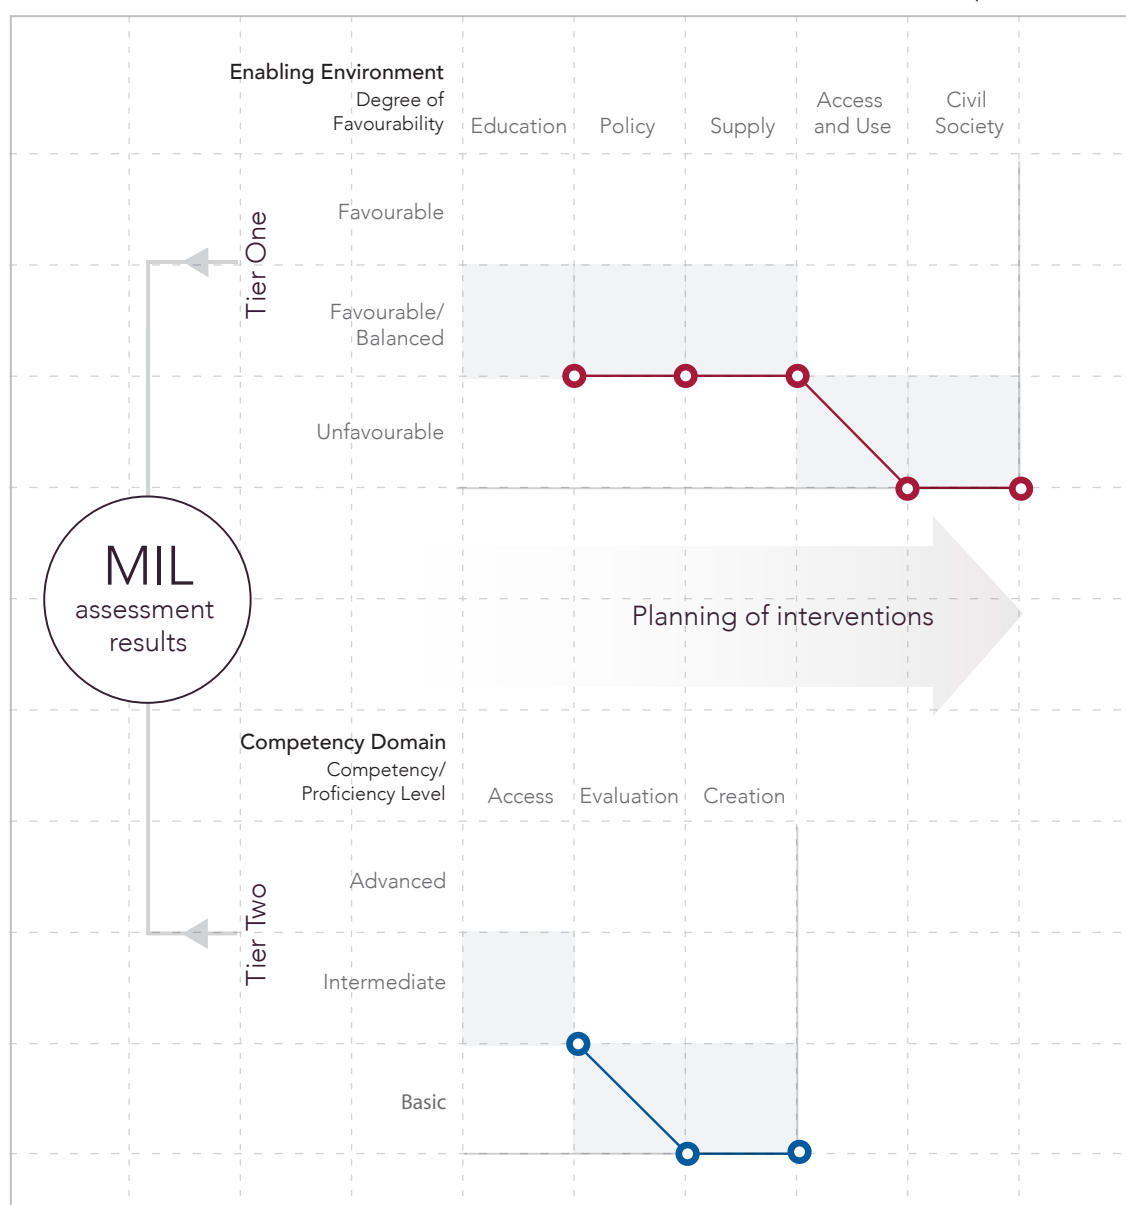 Enabling Environment
Degree of
Favourability
Education
Policy
Supply
Access
and Use
Civil
Society
Tier One
Favourable
Favourable/
Balanced
Unfavourable
MIL
assessment
results
Planning of interventions
Competency Domain
Competency/
Proficiency Level
Access
Evaluation
Creation
Tier Two
Advanced
Intermediate
Basic